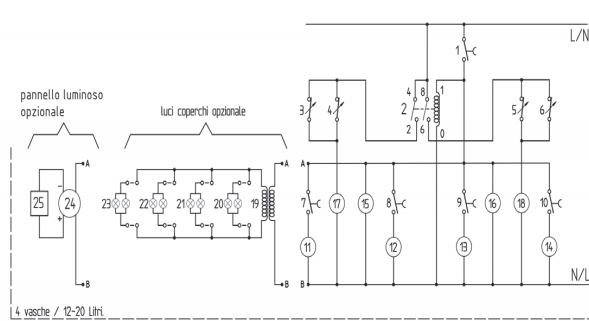 L/N
1
pannello luminoso
opzionale
luci coperchi opzionale
3 4 2 4 8 1 5 6
2 6 0
A A A
25 24 23 22 21 20 19 7 17 15 8 9 16 18 10
− +
11 12 13 14
B B B
N/L
4 vasche / 12-20 Litri.